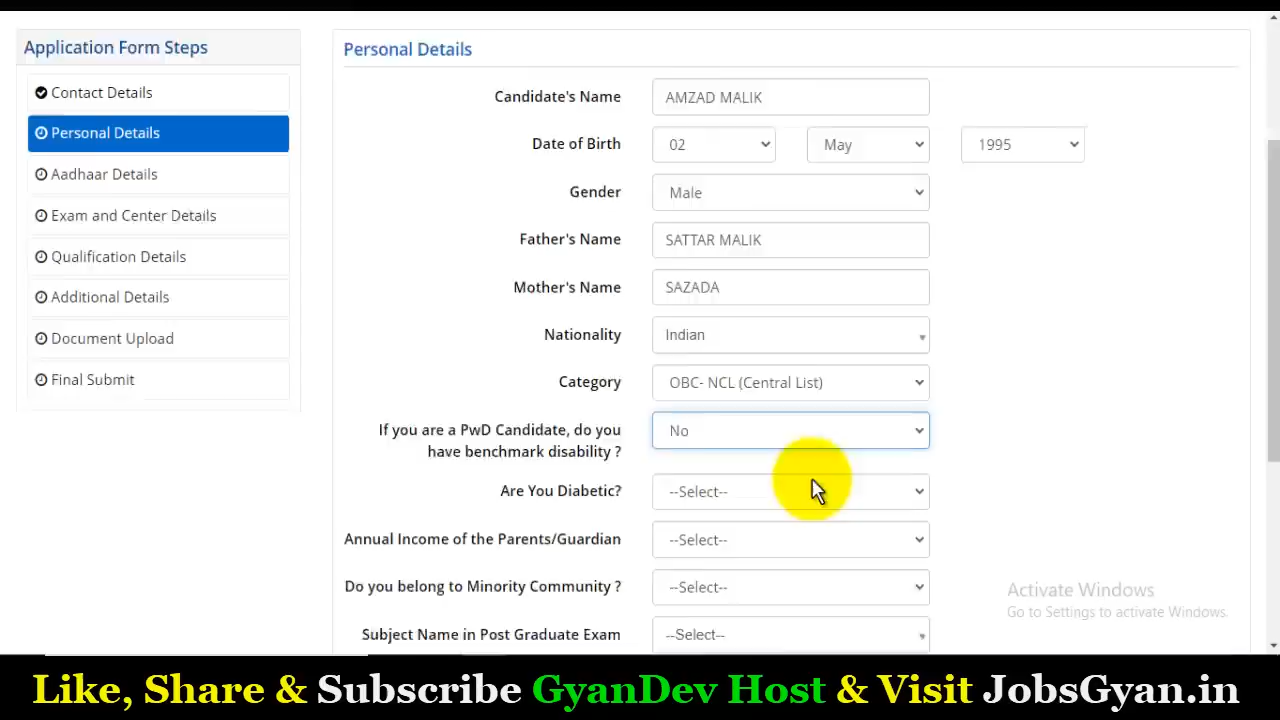 Application Form Steps
Contact Details
Personal Details
Aadhaar Details
Exam and Center Details
Qualification Details
Additional Details
Document Upload
Final Submit
Personal Details
Candidate's Name AMZAD MALIK
Date of Birth 02 May 1995
Gender Male
Father's Name SATTAR MALIK
Mother's Name SAZADA
Nationality Indian
Category OBC- NCL (Central List)
If you are a PwD Candidate, do you
have benchmark disability ? No
Are You Diabetic? --Select--
Annual Income of the Parents/Guardian --Select--
Do you belong to Minority Community ? --Select--
Subject Name in Post Graduate Exam --Select--
Activate Windows
Go to Settings to activate Windows.
Like, Share & Subscribe GyanDev Host & Visit JobsGyan.in